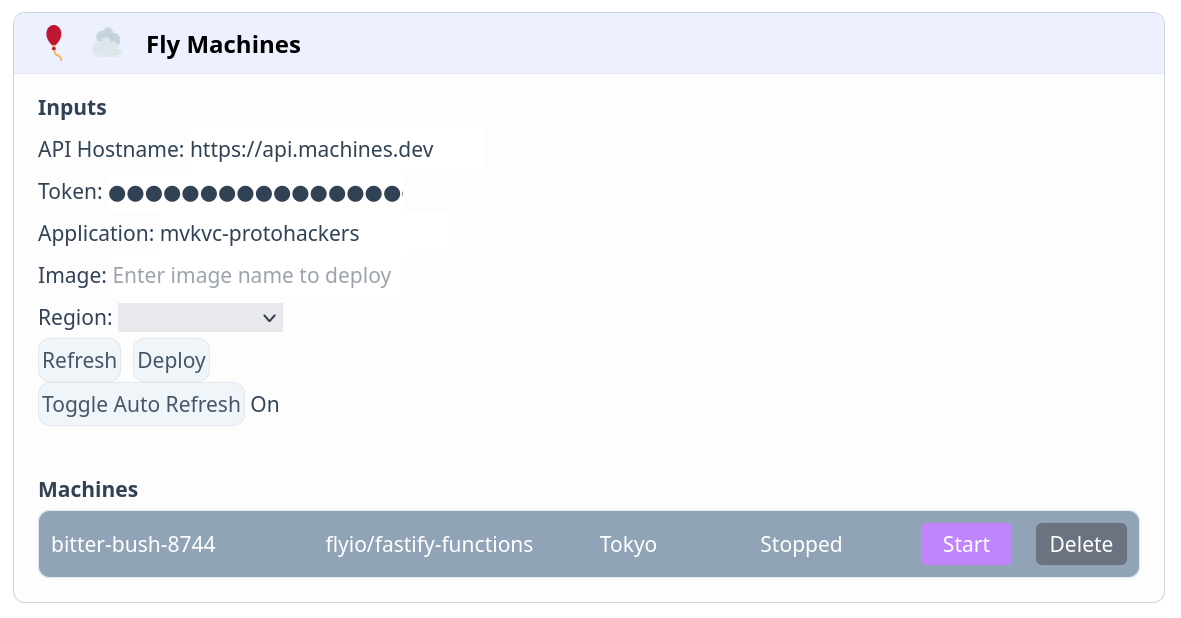 Fly Machines
Inputs
API Hostname: https://api.machines.dev
Token: ●●●●●●●●●●●●●●●●
Application: mvkvc-protohackers
Image: Enter image name to deploy
Region:
Refresh Deploy
Toggle Auto Refresh On
Machines
bitter-bush-8744 flyio/fastify-functions Tokyo Stopped Start Delete